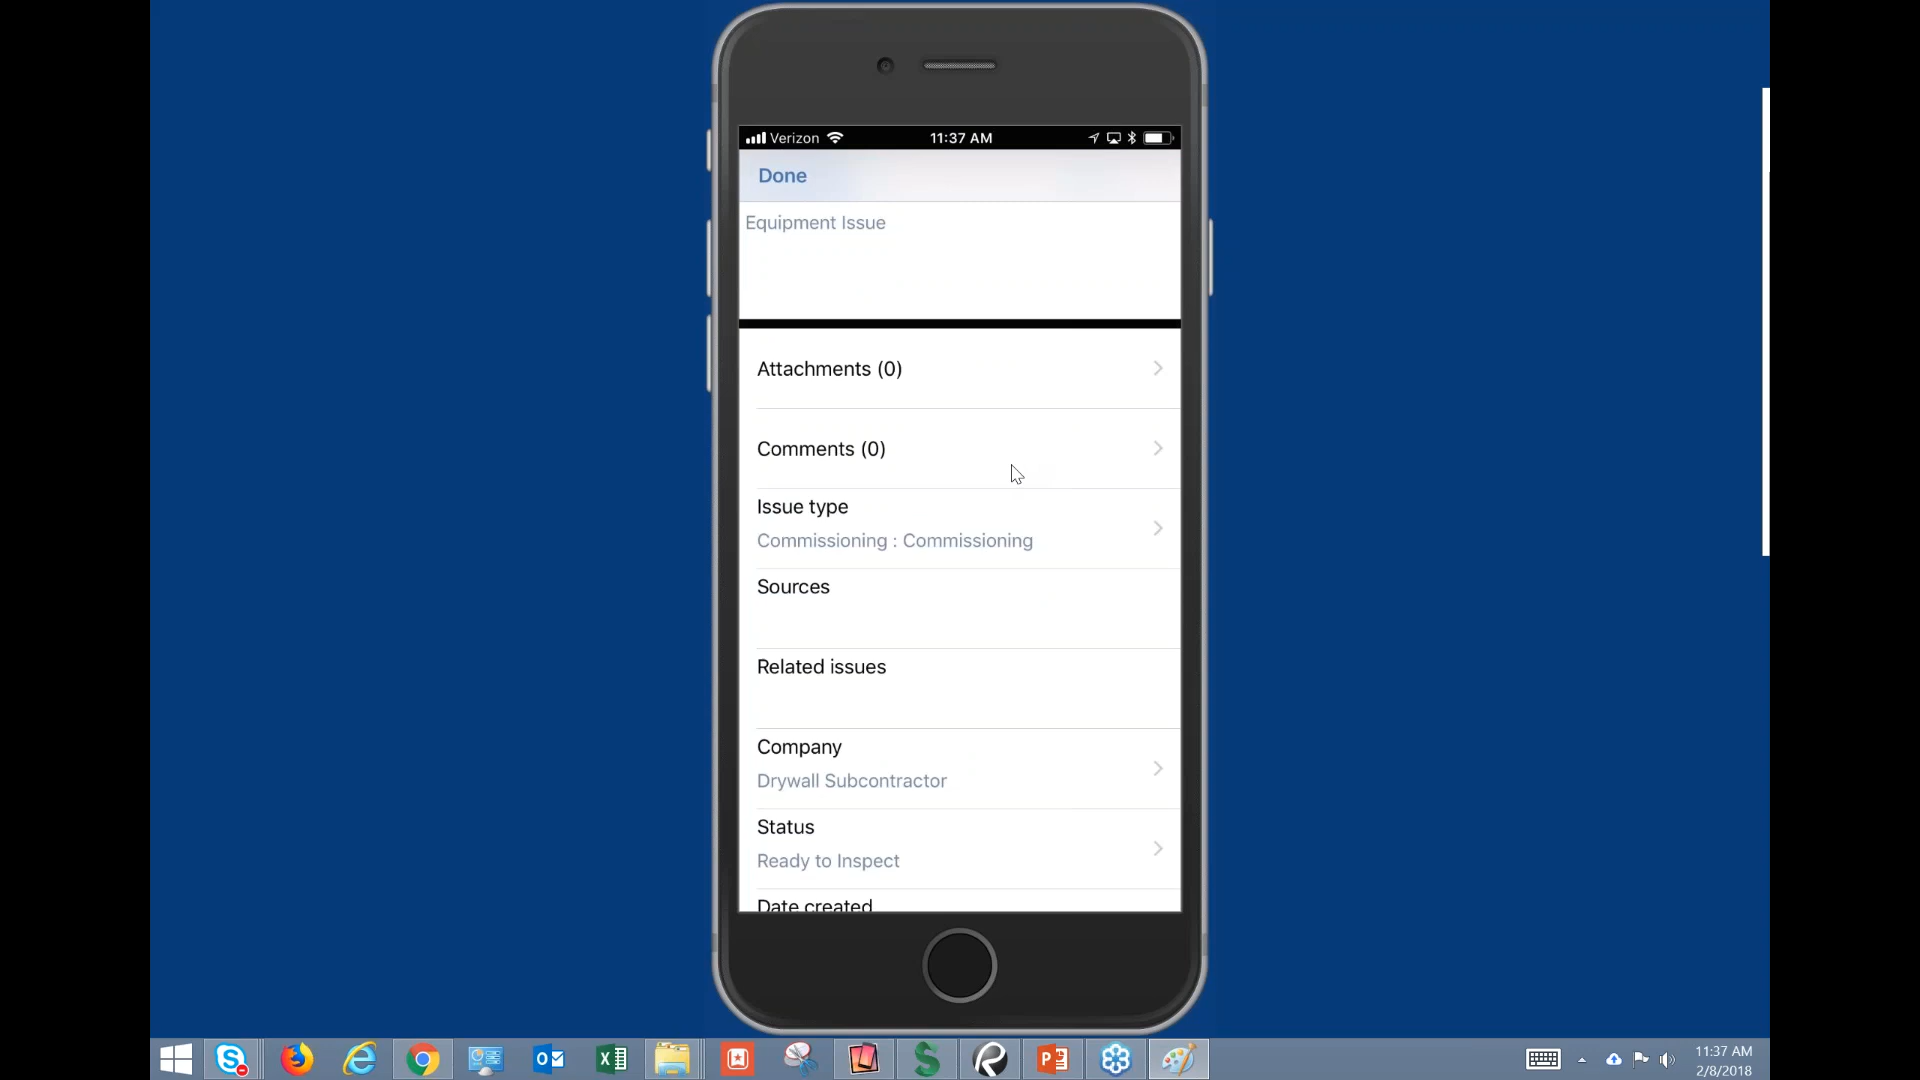 Verizon 11:37 AM
Done
Equipment Issue
Attachments (0)
Comments (0)
Issue type
Commissioning : Commissioning
Sources
Related issues
Company
Drywall Subcontractor
Status
Ready to Inspect
Date created
11:37 AM
2/8/2018